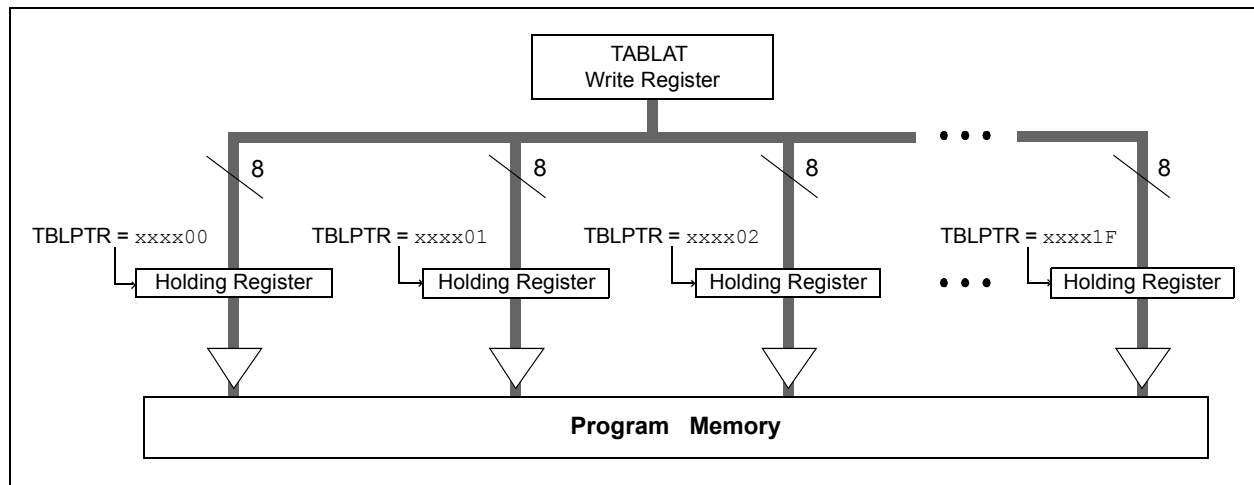 TABLAT
Write Register
8
8
8
8
TBLPTR = xxxx00
TBLPTR = xxxx01
TBLPTR = xxxx02
TBLPTR = xxxx1F
Holding Register
Holding Register
Holding Register
Holding Register
Program Memory